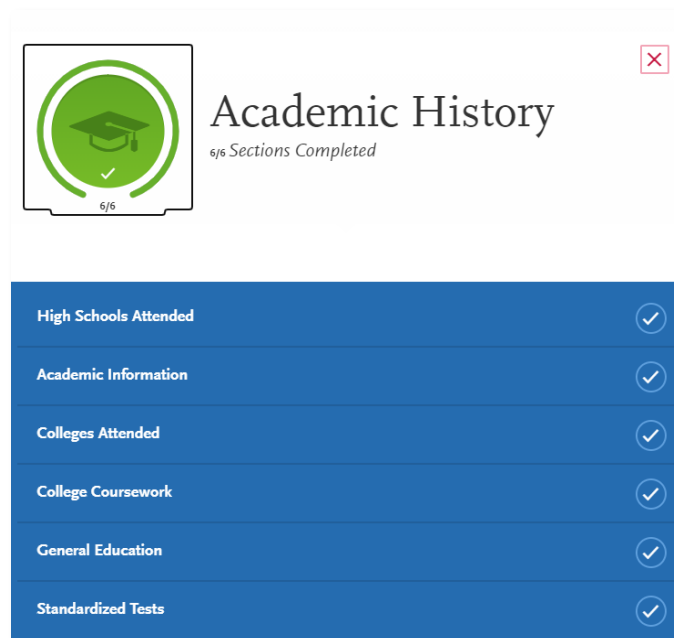 Academic History
6/6 Sections Completed
6/6
High Schools Attended
Academic Information
Colleges Attended
College Coursework
General Education
Standardized Tests